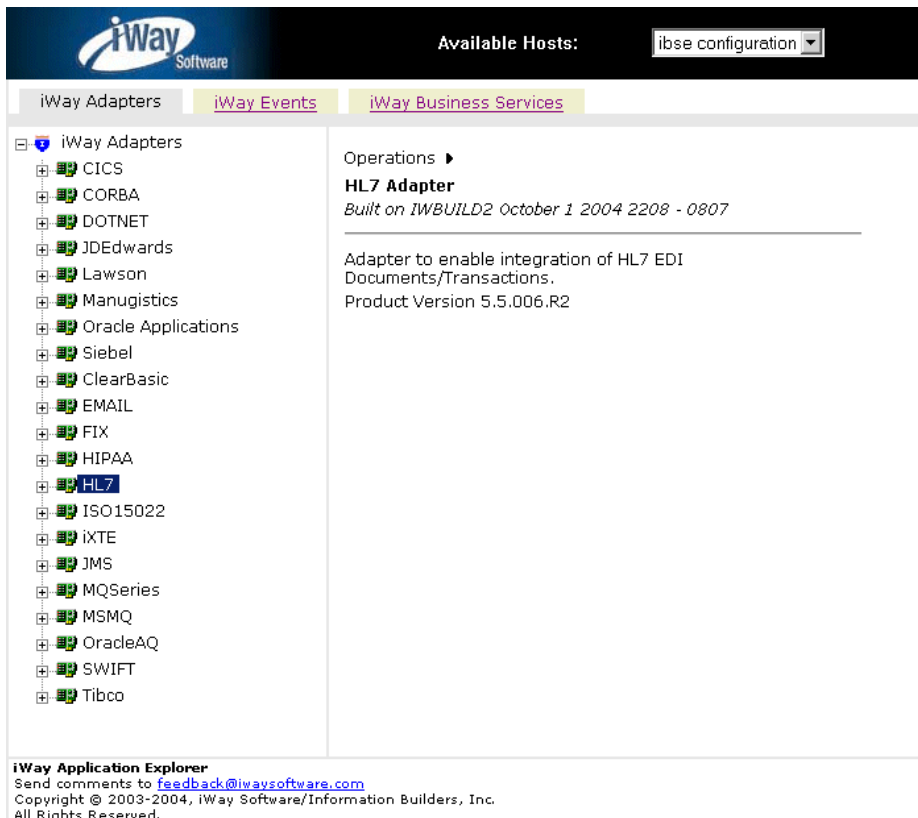 iWay
Software
Available Hosts:
ibse configuration
iWay Adapters
iWay Events
iWay Business Services
iWay Adapters
CICS
CORBA
DOTNET
JDEdwards
Lawson
Manugistics
Oracle Applications
Siebel
ClearBasic
EMAIL
FIX
HIPAA
HL7
ISO15022
iXTE
JMS
MQSeries
MSMQ
OracleAQ
SWIFT
Tibco
Operations
HL7 Adapter
Built on IWBUILD2 October 1 2004 2208 - 0807
Adapter to enable integration of HL7 EDI
Documents/Transactions.
Product Version 5.5.006.R2
iWay Application Explorer
Send comments to feedback@iwaysoftware.com
Copyright © 2003-2004, iWay Software/Information Builders, Inc.
All Rights Reserved.